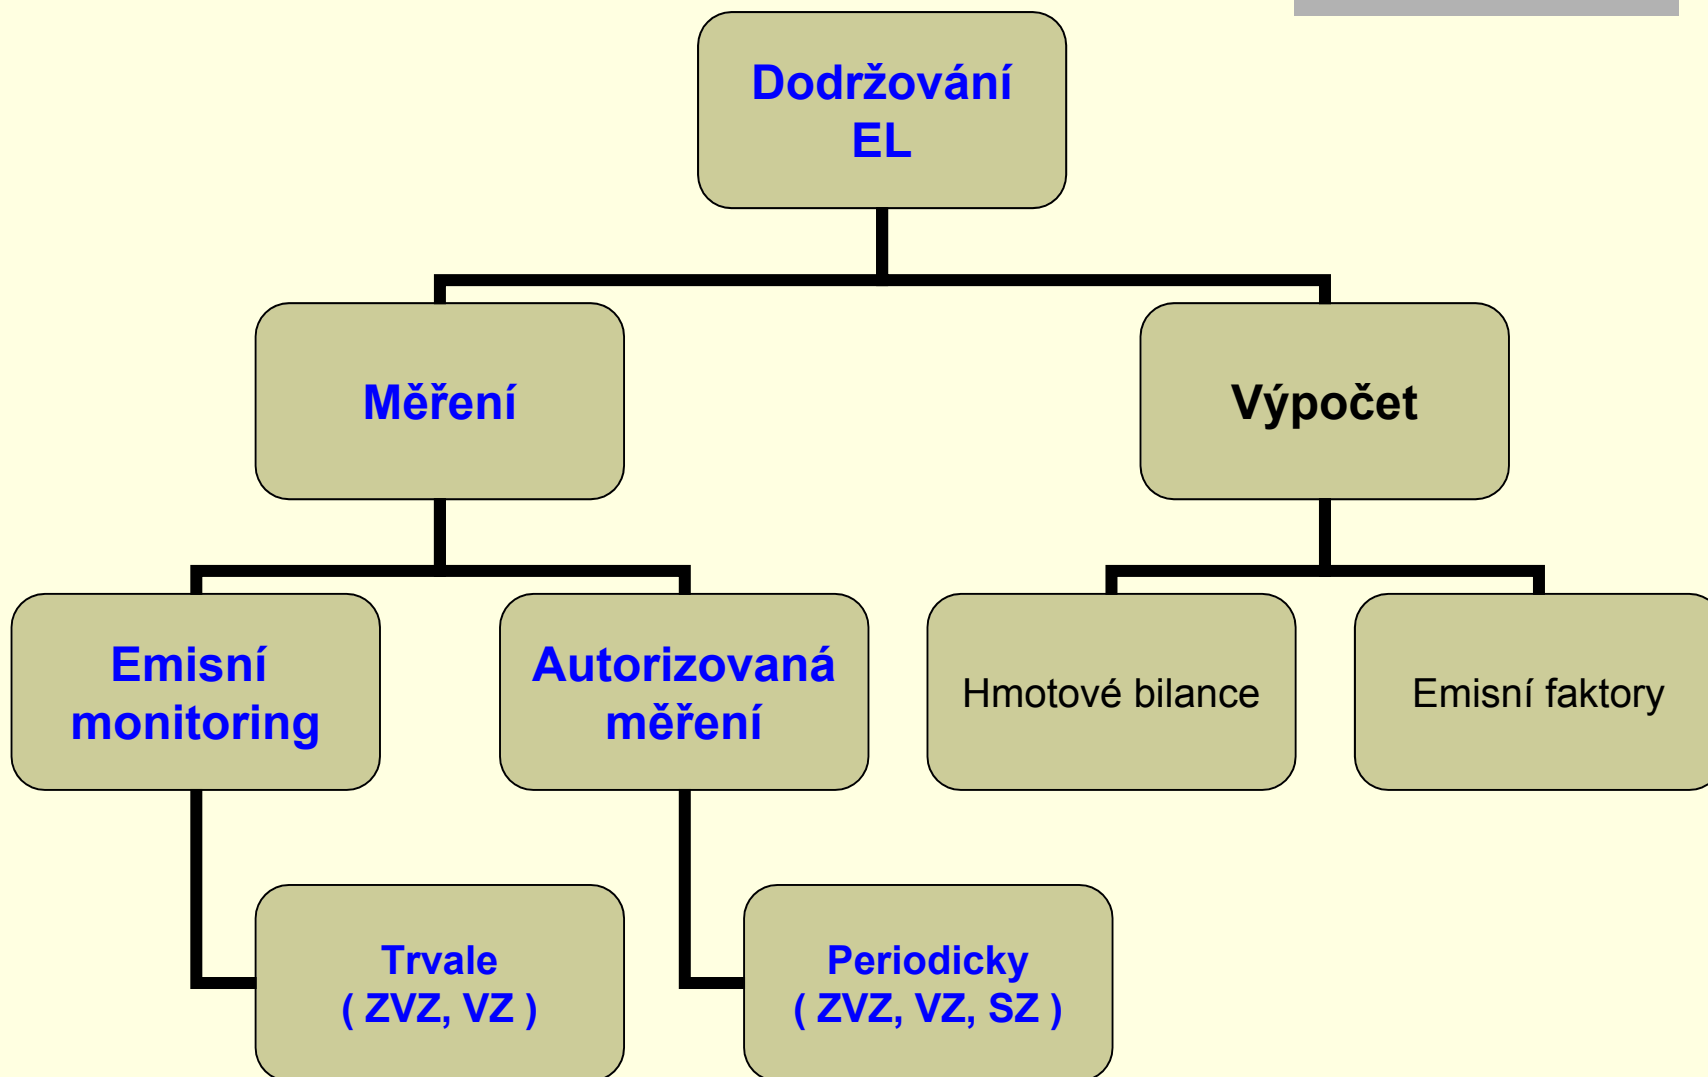 Dodržování
EL
Měření
Výpočet
Emisní
monitoring
Autorizovaná
měření
Hmotové bilance
Emisní faktory
Trvale
( ZVZ, VZ )
Periodicky
( ZVZ, VZ, SZ )